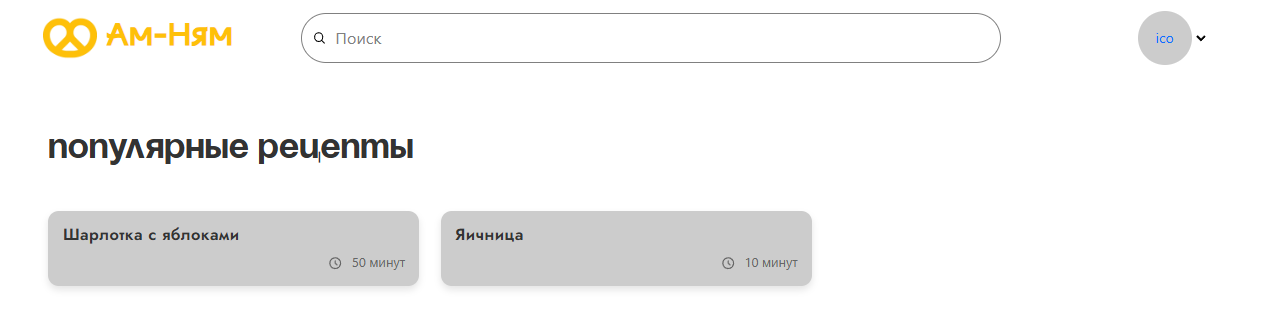 Ам-Ням
Поиск
ico
популярные рецепты
Шарлотка с яблоками
50 минут
Яичница
10 минут